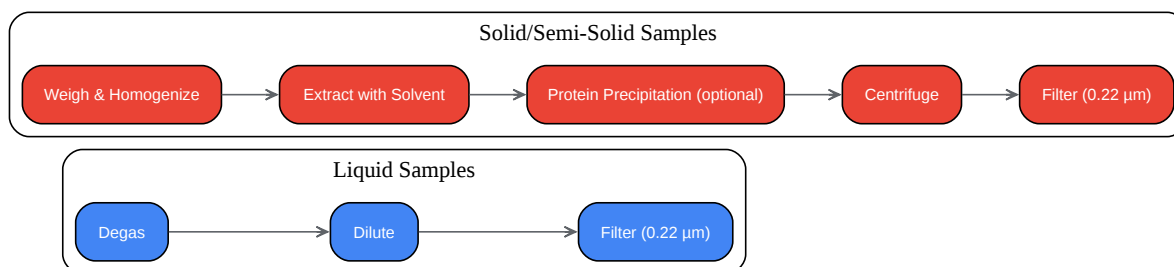 Solid/Semi-Solid Samples
Weigh & Homogenize
Extract with Solvent
Protein Precipitation (optional)
Centrifuge
Filter (0.22 µm)
Liquid Samples
Degas
Dilute
Filter (0.22 µm)